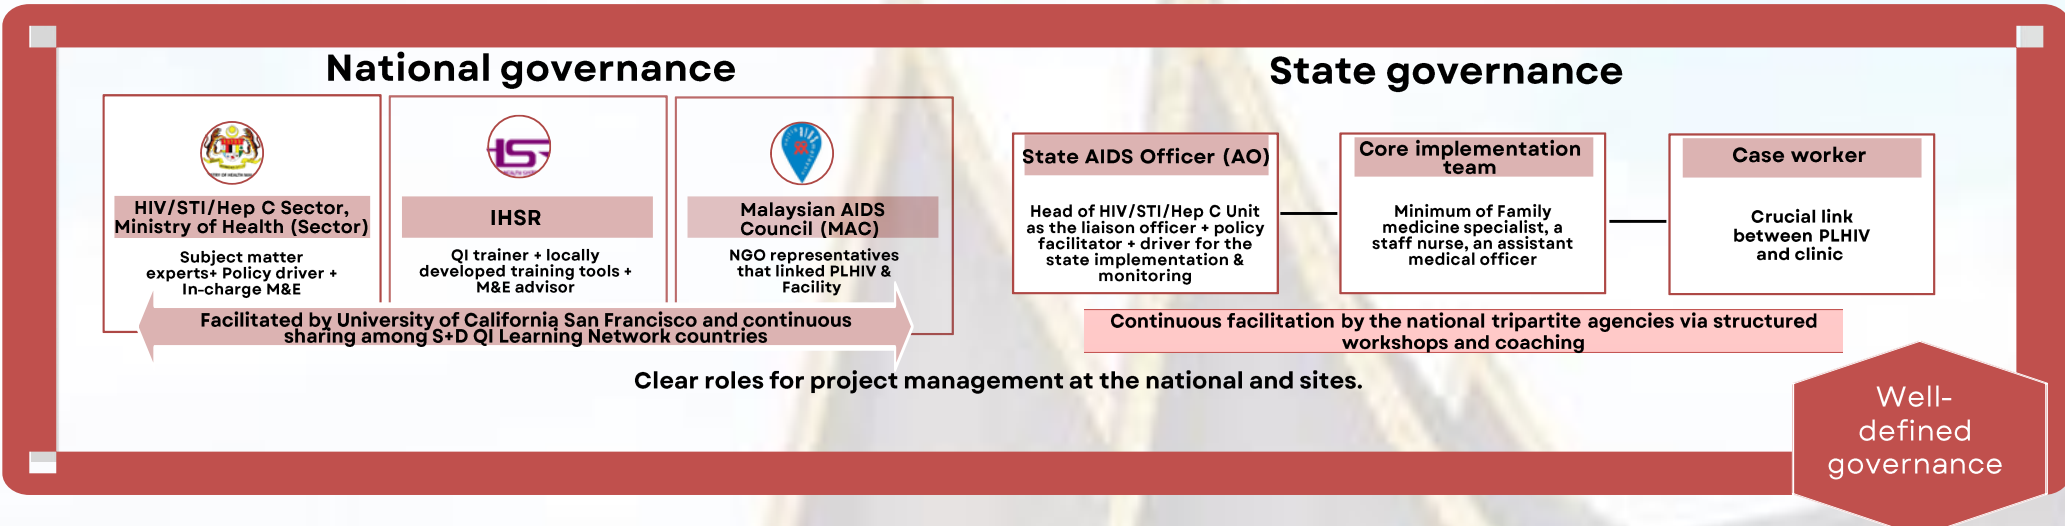 National governance
HIV/STI/Hep C Sector,
Ministry of Health (Sector)
Subject matter
experts+ Policy driver +
In-charge M&E
IHSR
QI trainer + locally
developed training tools +
M&E advisor
Malaysian AIDS
Council (MAC)
NGO representatives
that linked PLHIV &
Facility
Facilitated by University of California San Francisco and continuous
sharing among S+D QI Learning Network countries
State governance
State AIDS Officer (AO)
Head of HIV/STI/Hep C Unit
as the liaison officer + policy
facilitator + driver for the
state implementation &
monitoring
Core implementation
team
Minimum of Family
medicine specialist, a
staff nurse, an assistant
medical officer
Case worker
Crucial link
between PLHIV
and clinic
Continuous facilitation by the national tripartite agencies via structured
workshops and coaching
Clear roles for project management at the national and sites.
Well-
defined
governance